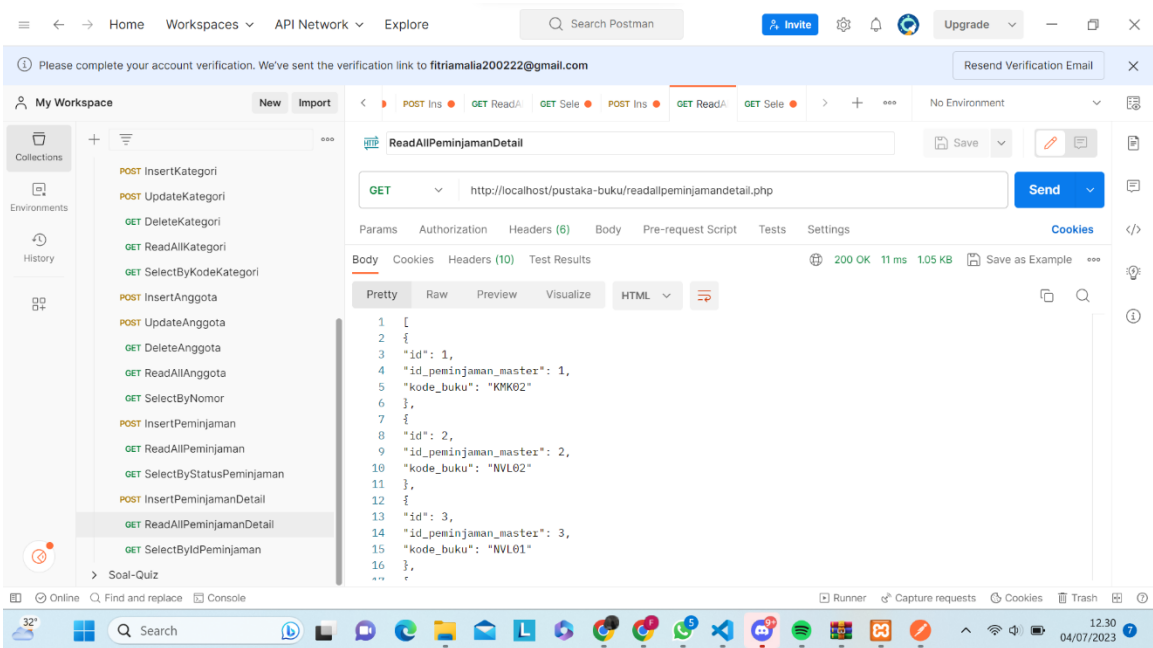 Home Workspaces API Network Explore Search Postman Invite Upgrade
Please complete your account verification. We've sent the verification link to fitriamalia200222@gmail.com Resend Verification Email
My Workspace New Import POST Ins GET ReadA GET Sele POST Ins GET ReadA GET Sele No Environment
Collections
Environments
History
POST InsertKategori
POST UpdateKategori
GET DeleteKategori
GET ReadAllKategori
GET SelectByKodeKategori
POST InsertAnggota
POST UpdateAnggota
GET DeleteAnggota
GET ReadAllAnggota
GET SelectByNomor
POST InsertPeminjaman
GET ReadAllPeminjaman
GET SelectByStatusPeminjaman
POST InsertPeminjamanDetail
GET ReadAllPeminjamanDetail
GET SelectByIdPeminjaman
Soal-Quiz
HTTP ReadAllPeminjamanDetail Save
GET http://localhost/pustaka-buku/readallpeminjamandetail.php Send
Params Authorization Headers (6) Body Pre-request Script Tests Settings Cookies
Body Cookies Headers (10) Test Results 200 OK 11 ms 1.05 KB Save as Example
Pretty Raw Preview Visualize HTML
1 [
2 {
3 "id": 1,
4 "id_peminjaman_master": 1,
5 "kode_buku": "KMK02"
6 },
7 {
8 "id": 2,
9 "id_peminjaman_master": 2,
10 "kode_buku": "NVL02"
11 },
12 {
13 "id": 3,
14 "id_peminjaman_master": 3,
15 "kode_buku": "NVL01"
16 },
Online Find and replace Console Runner Capture requests Cookies Trash
32° Search 12.30
04/07/2023 7